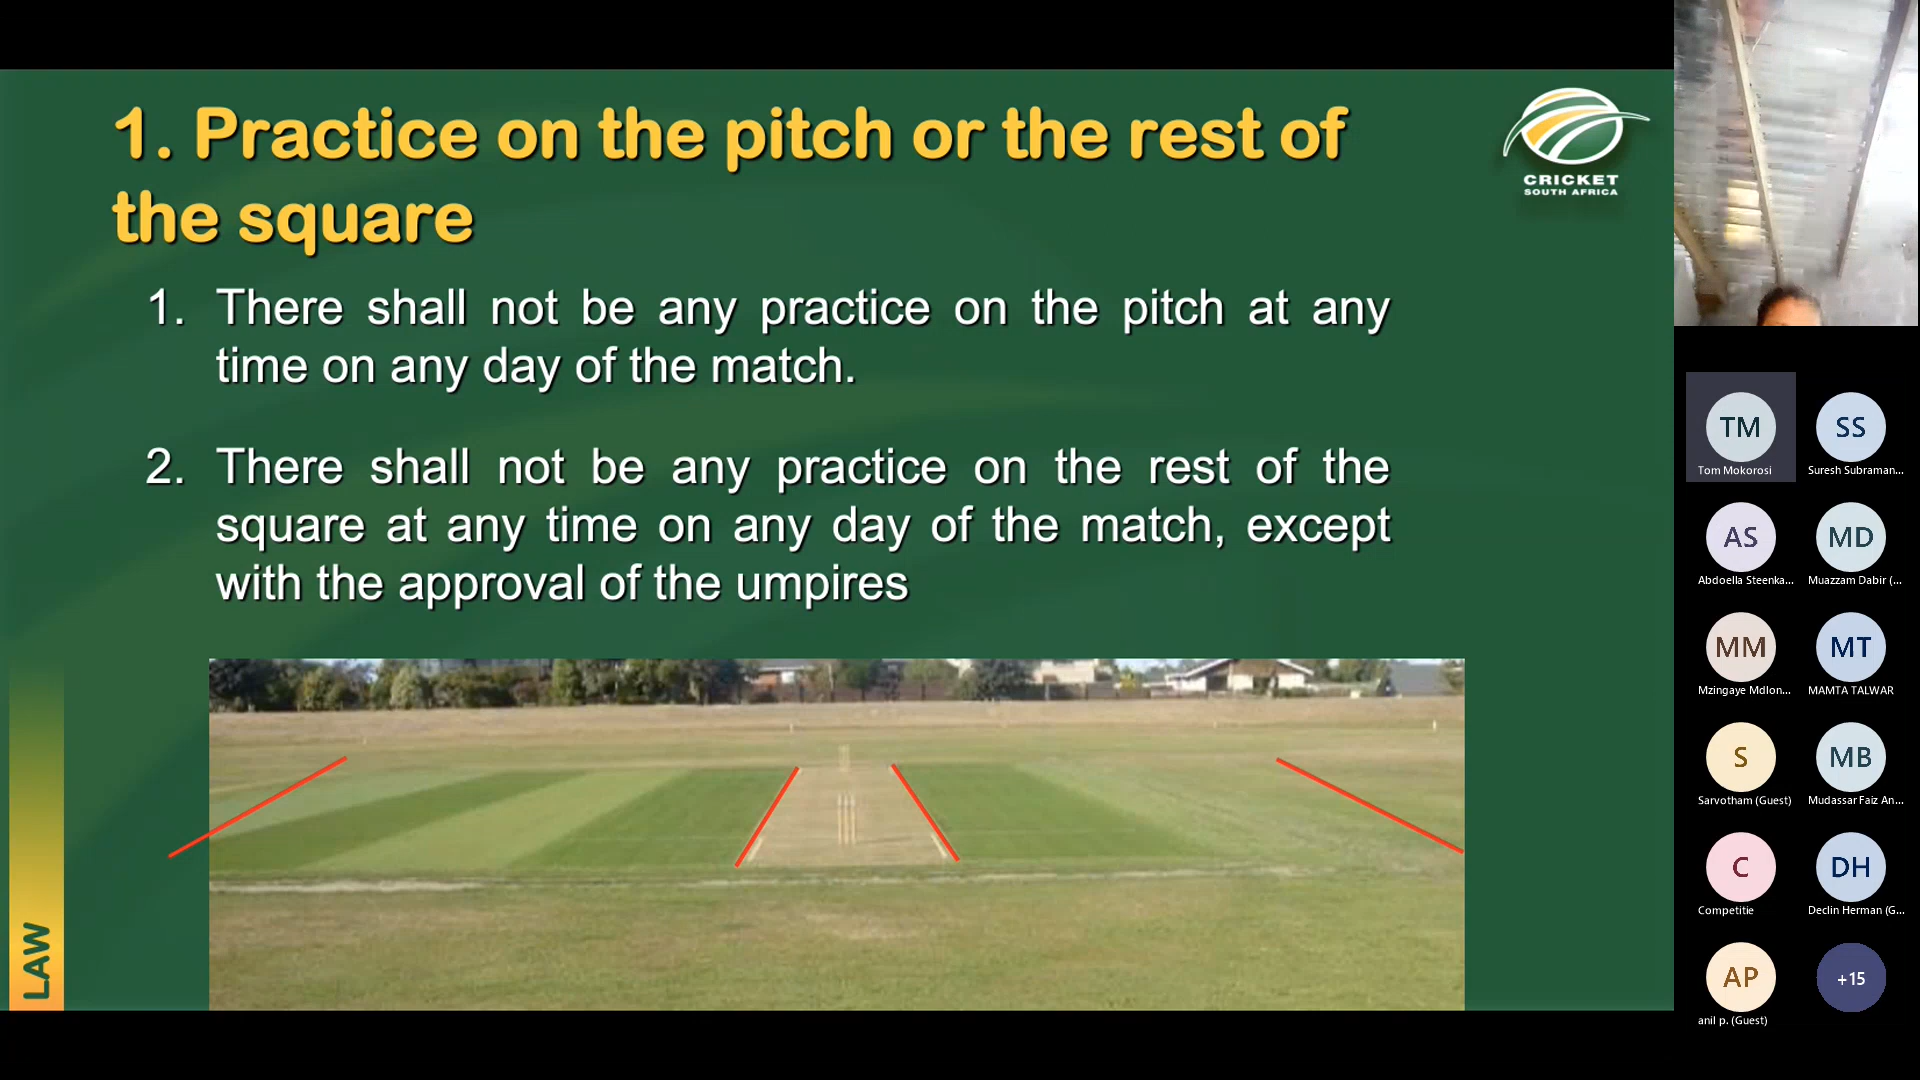 1. Practice on the pitch or the rest of
the square
CRICKET
SOUTH AFRICA
1. There shall not be any practice on the pitch at any
time on any day of the match.
2. There shall not be any practice on the rest of the
square at any time on any day of the match, except
with the approval of the umpires
LAW
TM
Tom Mokorosi
SS
Suresh Subraman...
AS
Abdoella Steenka...
MD
Muazzam Dabir (...
MM
Mzingaye Mdlon...
MT
MAMTA TALWAR
S
Sarvotham (Guest)
MB
Mudassar Faiz An...
C
Competitie
DH
Declin Herman (G...
AP
anil p. (Guest)
+15